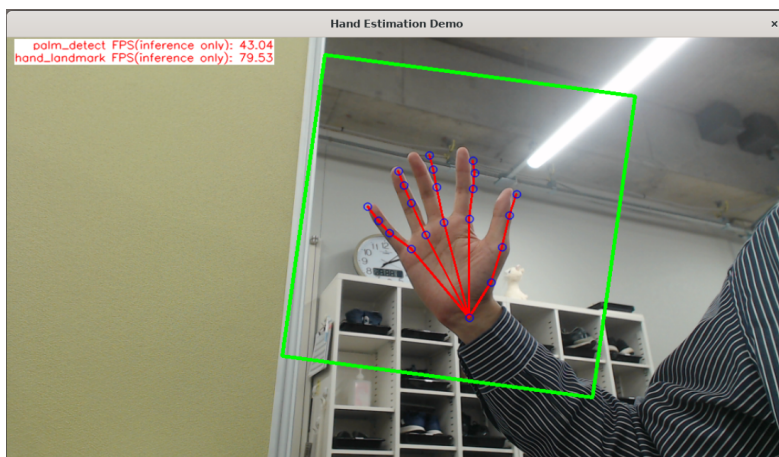 Hand Estimation Demo
×
palm_detect FPS(inference only): 43.04
hand_landmark FPS(inference only): 79.53